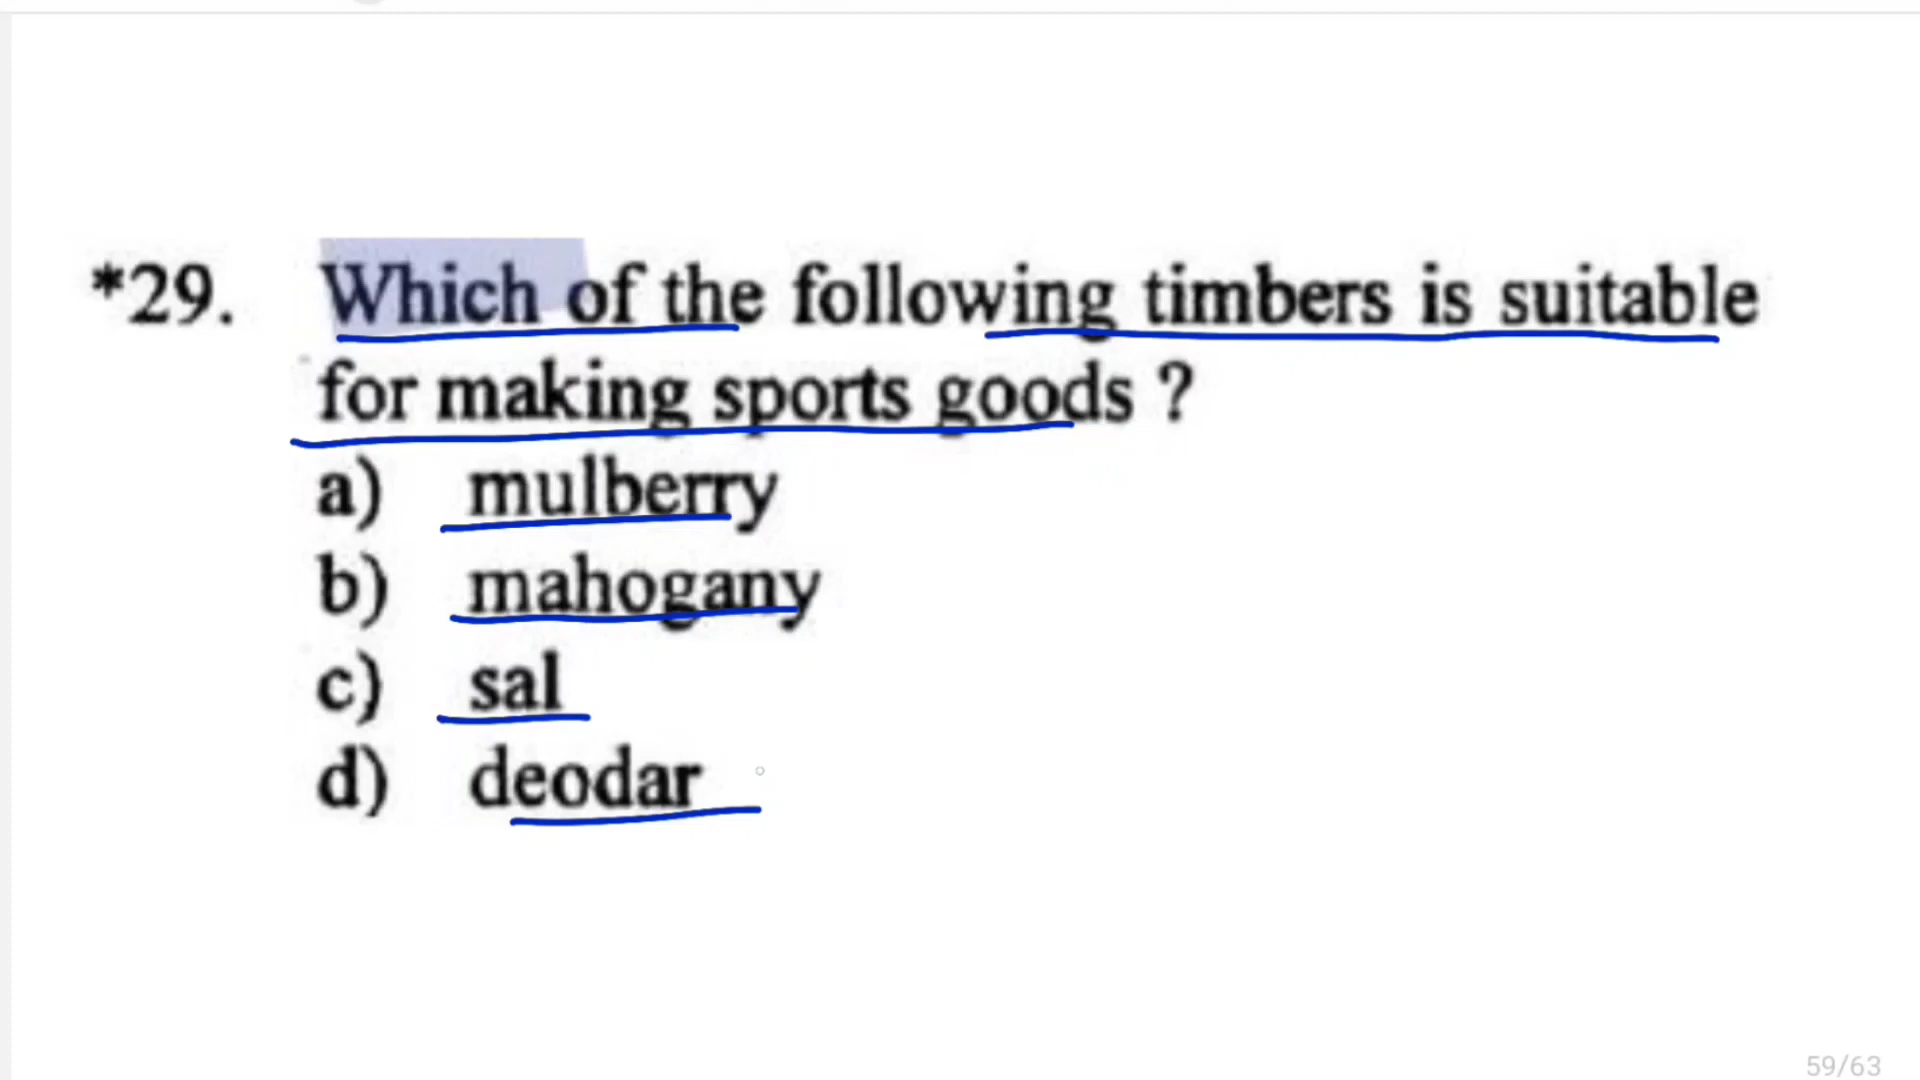 *29. Which of the following timbers is suitable
for making sports goods ?
a) mulberry
b) mahogany
c) sal
d) deodar
59/63